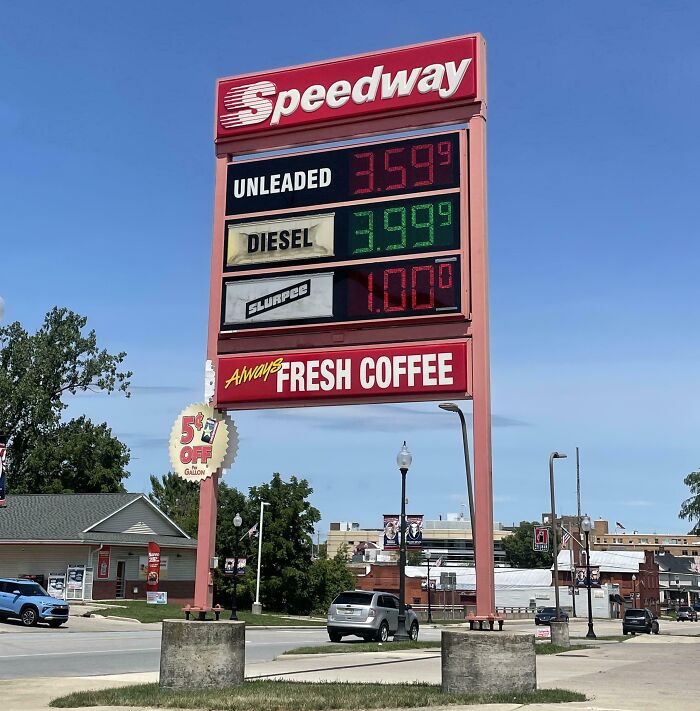 Speedway
UNLEADED 3.59 9
DIESEL 3.99 9
SLURPEE 1.00 0
Always FRESH COFFEE
5¢
OFF
Per
GALLON